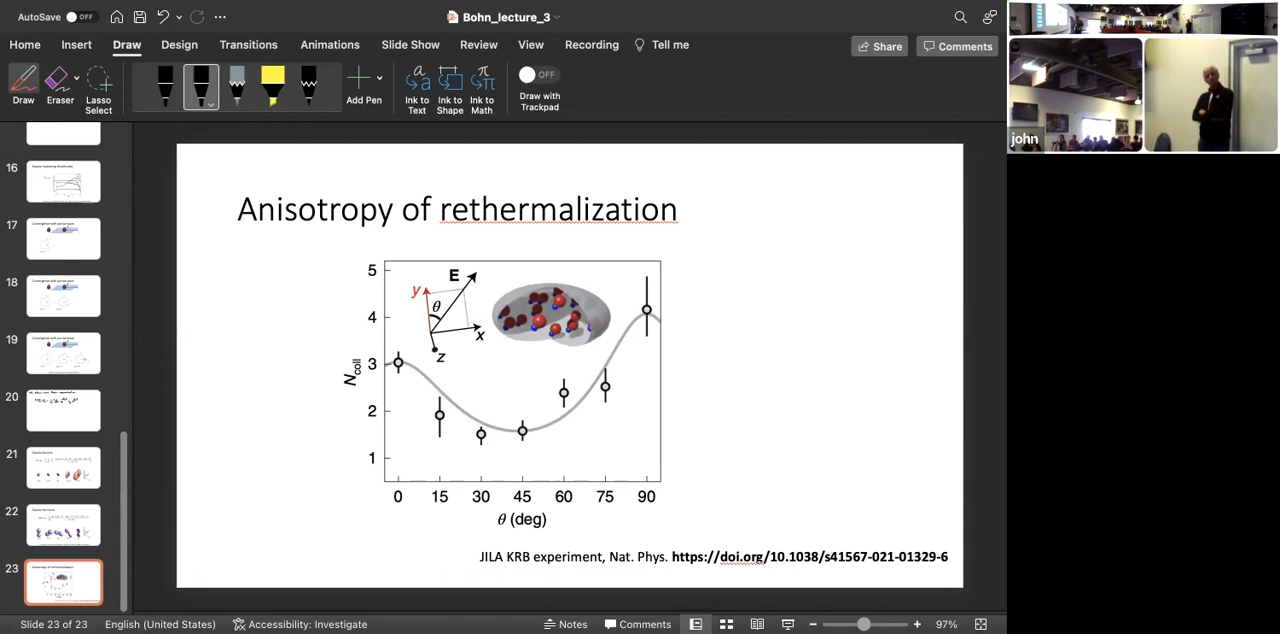 AutoSave OFF
Bohn_lecture_3
Home Insert Draw Design Transitions Animations Slide Show Review View Recording Tell me
Share Comments
Draw
Eraser
Lasso
Select
Add Pen
Ink to
Text
Ink to
Shape
Ink to
Math
OFF
Draw with
Trackpad
john
16
17
18
19
20
21
22
23
Anisotropy of rethermalization
5
4
3
2
1
Ncoll
E
y
θ
x
z
0 15 30 45 60 75 90
θ (deg)
JILA KRB experiment, Nat. Phys. https://doi.org/10.1038/s41567-021-01329-6
Slide 23 of 23 English (United States) Accessibility: Investigate Notes Comments 97%